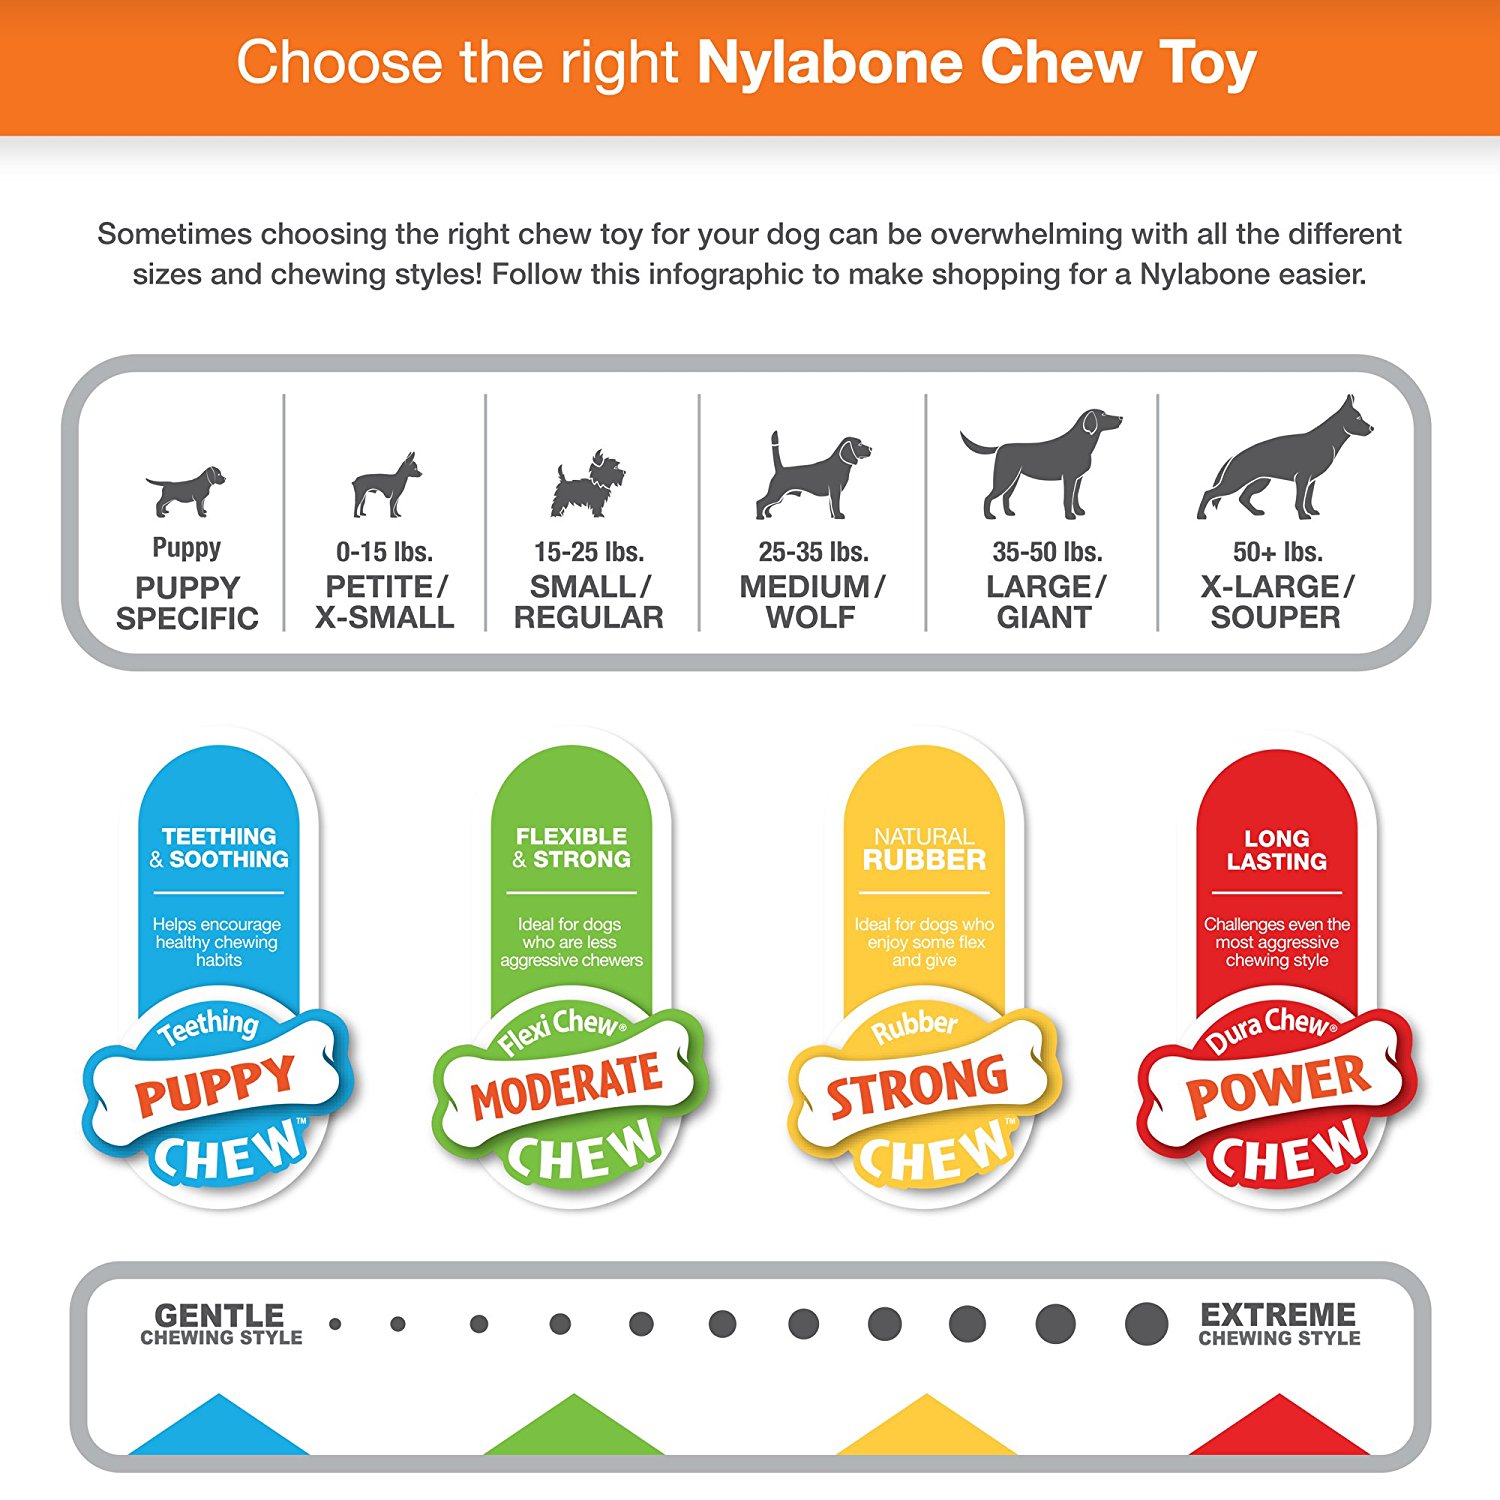 Choose the right Nylabone Chew Toy
Sometimes choosing the right chew toy for your dog can be overwhelming with all the different
sizes and chewing styles! Follow this infographic to make shopping for a Nylabone easier.
Puppy
PUPPY
SPECIFIC
0-15 lbs.
PETITE/
X-SMALL
15-25 lbs.
SMALL/
REGULAR
25-35 lbs.
MEDIUM/
WOLF
35-50 lbs.
LARGE/
GIANT
50+ lbs.
X-LARGE/
SOUPER
TEETHING
& SOOTHING
Helps encourage
healthy chewing
habits
Teething
PUPPY
CHEW™
FLEXIBLE
& STRONG
Ideal for dogs
who are less
aggressive chewers
Flexi Chew®
MODERATE
CHEW
NATURAL
RUBBER
Ideal for dogs who
enjoy some flex
and give
Rubber
STRONG
CHEW™
LONG
LASTING
Challenges even the
most aggressive
chewing style
Dura Chew®
POWER
CHEW
GENTLE
CHEWING STYLE
EXTREME
CHEWING STYLE